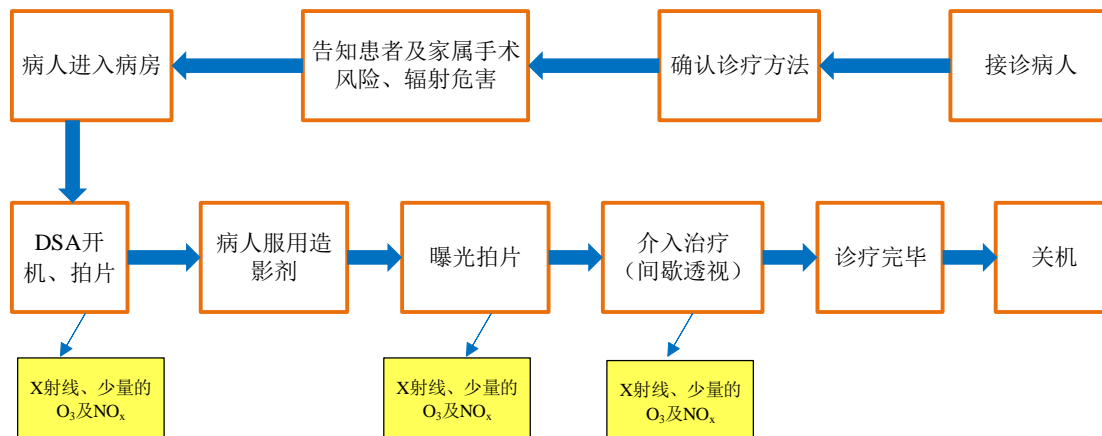 病人进入病房
告知患者及家属手术
风险、辐射危害
确认诊疗方法
接诊病人
DSA开
机、拍片
病人服用造
影剂
曝光拍片
介入治疗
（间歇透视）
诊疗完毕
关机
X射线、少量的
O₃及NOₓ
X射线、少量的
O₃及NOₓ
X射线、少量的
O₃及NOₓ